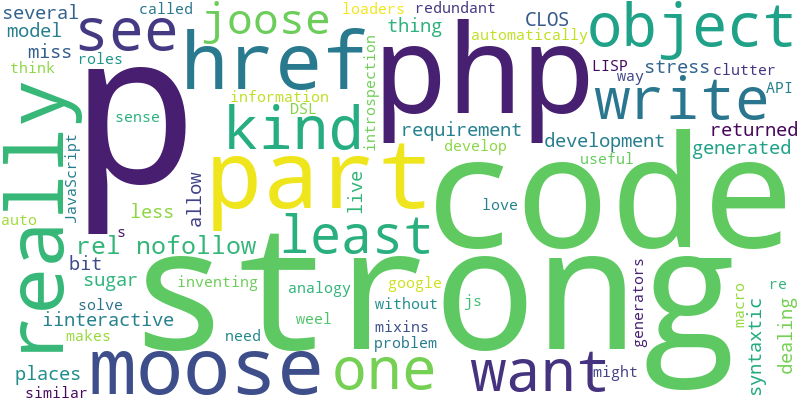 several
called
loaders
redundant
model
see
joose
thing
automatically
CLOS
object
miss
roles
think
href
php
LISP
way
stress
clutter
API
write
sense
information
DSL
introspection
kind
requirement
development
returned
really
JavaScript
part
develop
useful
generated
code
allow
live
less
love
auto
s
rel nofollow
least
strong
bit
sugar
inventing
analogy
google
js
re
solve
iinteractive
weel
without
generators
macro
syntaxtic
dealing
makes
need
mixins
problem
moose
one
want
might
places
similar
p